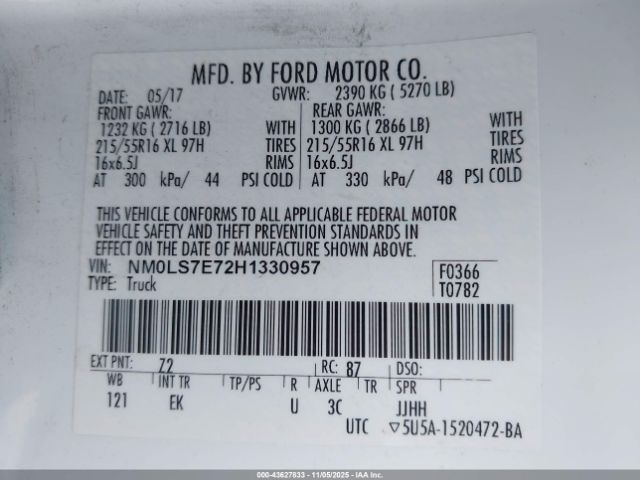 MFD. BY FORD MOTOR CO.
DATE: 05/17 GVWR: 2390 KG ( 5270 LB)
FRONT GAWR: REAR GAWR:
1232 KG ( 2716 LB) WITH 1300 KG ( 2866 LB) WITH
215/55R16 XL 97H TIRES 215/55R16 XL 97H TIRES
16x6.5J RIMS 16x6.5J RIMS
AT 300 kPa/ 44 PSI COLD AT 330 kPa/ 48 PSI COLD
THIS VEHICLE CONFORMS TO ALL APPLICABLE FEDERAL MOTOR
VEHICLE SAFETY AND THEFT PREVENTION STANDARDS IN
EFFECT ON THE DATE OF MANUFACTURE SHOWN ABOVE.
VIN: NM0LS7E72H1330957 F0366
TYPE: Truck T0782
EXT PNT: Z2 RC: 87 DSO:
WB INT TR TP/PS R AXLE TR SPR
121 EK U 3C JJHH
UTC ▽5U5A-1520472-BA
000-43627833 - 11/05/2025 - IAA Inc.